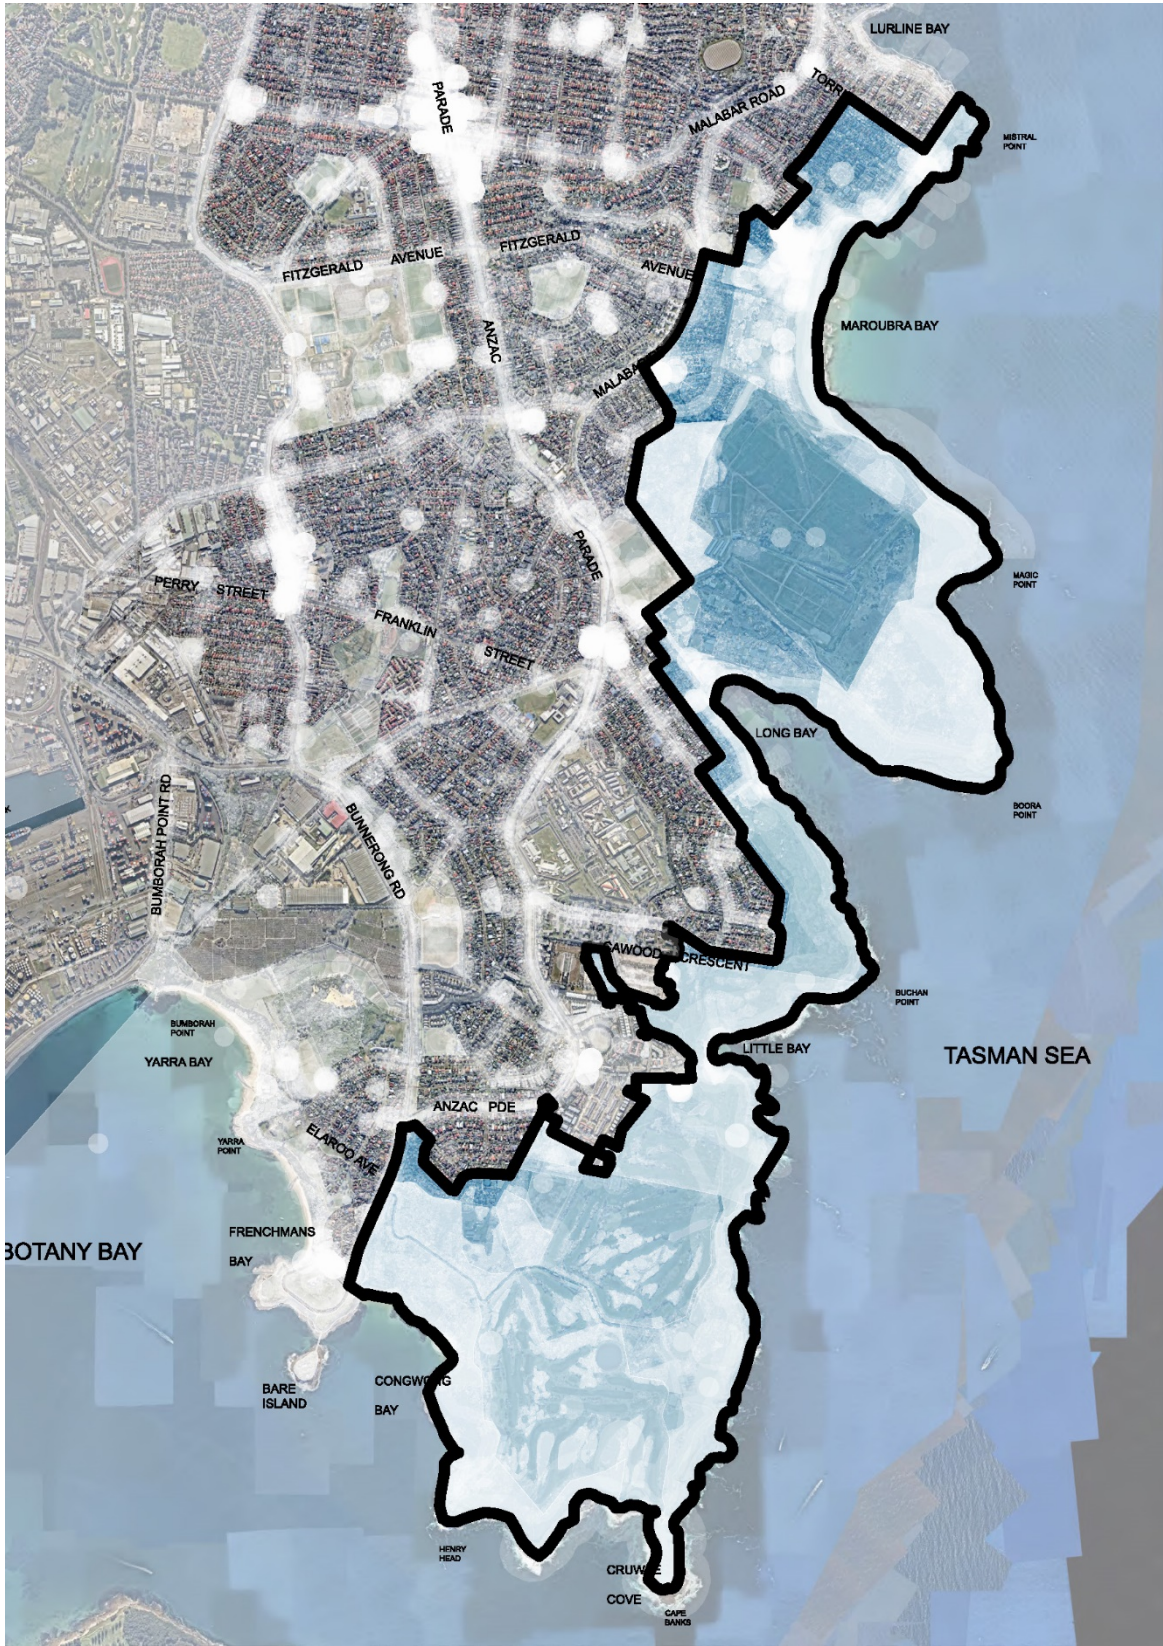 LURLINE BAY
TORR
PARADE
MALABAR ROAD
MISTRAL
POINT
FITZGERALD
FITZGERALD AVENUE
AVENUE
MAROUBRA BAY
ANZAC
MALABA
PARADE
MAGIC
POINT
PERRY STREET
FRANKLIN
STREET
LONG BAY
BUMBORAH POINT RD
BUNNERONG RD
BOORA
POINT
CAWOOD CRESCENT
BUCHAN
POINT
BUMBORAH
POINT
YARRA BAY
LITTLE BAY
TASMAN SEA
ANZAC PDE
YARRA
POINT
ELAROO AVE
FRENCHMANS
BAY
BOTANY BAY
BARE
ISLAND
CONGWONG
BAY
HENRY
HEAD
CRUWEE
COVE
CAPE
BANKS